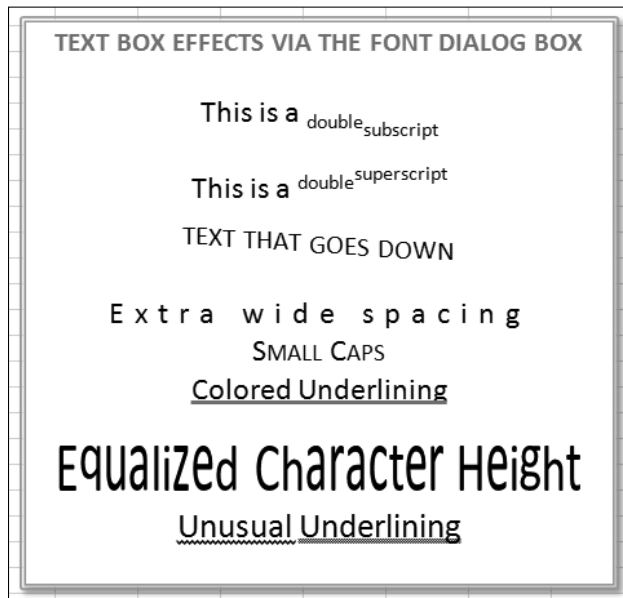 TEXT BOX EFFECTS VIA THE FONT DIALOG BOX
This is a double subscript
This is a double superscript
TEXT THAT GOES DOWN
Extra wide spacing
SMALL CAPS
Colored Underlining
Equalized Character Height
Unusual Underlining